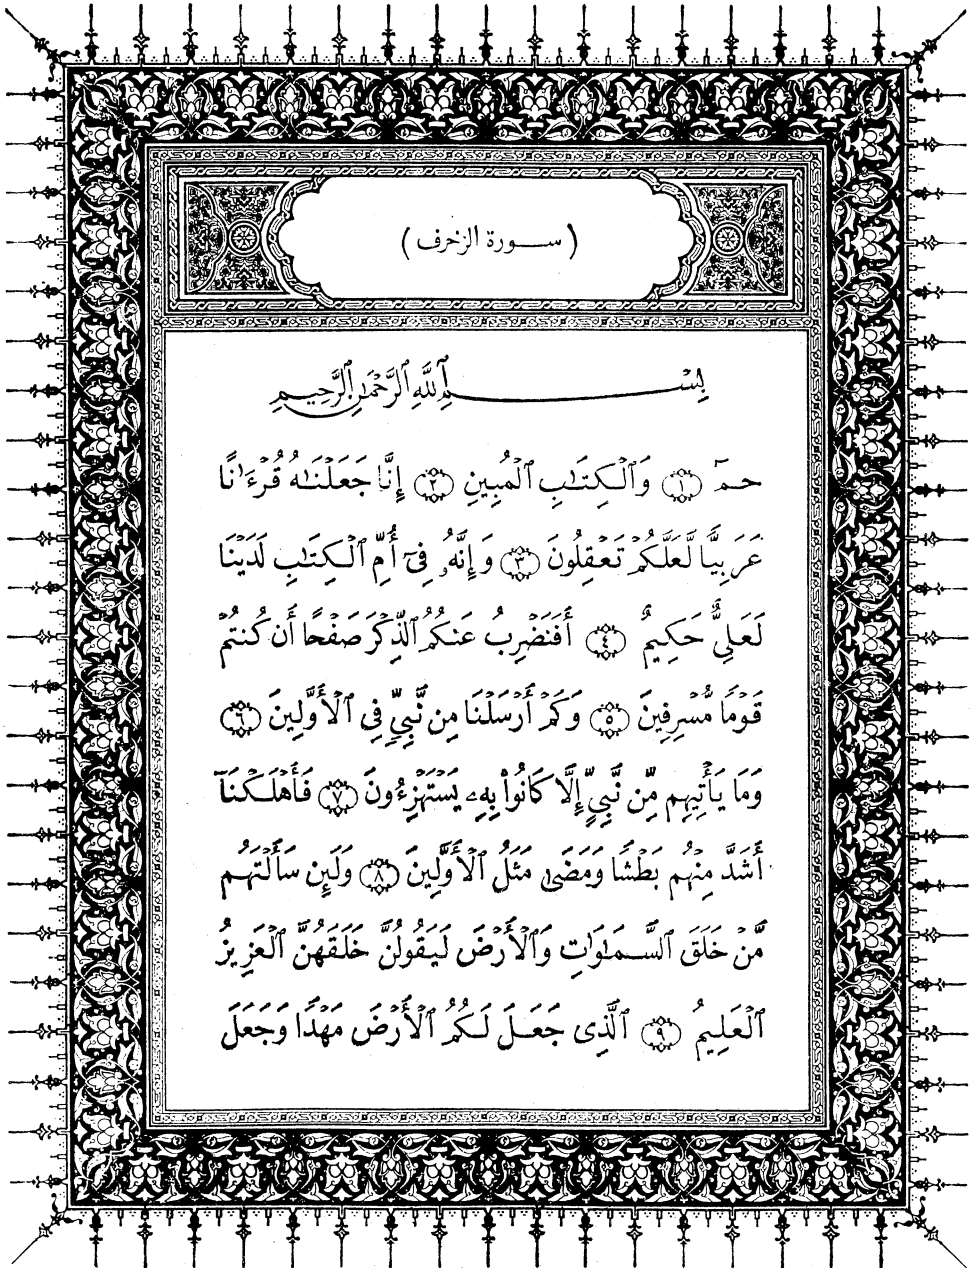 (سورة الزخرف)
بِسْمِ ٱللَّهِ ٱلرَّحْمَٰنِ ٱلرَّحِيمِ
حمٓ ١ وَٱلْكِتَٰبِ ٱلْمُبِينِ ٢ إِنَّا جَعَلْنَٰهُ قُرْءَٰنًا
عَرَبِيًّا لَّعَلَّكُمْ تَعْقِلُونَ ٣ وَإِنَّهُۥ فِىٓ أُمِّ ٱلْكِتَٰبِ لَدَيْنَا
لَعَلِىٌّ حَكِيمٌ ٤ أَفَنَضْرِبُ عَنكُمُ ٱلذِّكْرَ صَفْحًا أَن كُنتُمْ
قَوْمًا مُّسْرِفِينَ ٥ وَكَمْ أَرْسَلْنَا مِن نَّبِىٍّ فِى ٱلْأَوَّلِينَ ٦
وَمَا يَأْتِيهِم مِّن نَّبِىٍّ إِلَّا كَانُوا۟ بِهِۦ يَسْتَهْزِءُونَ ٧ فَأَهْلَكْنَآ
أَشَدَّ مِنْهُم بَطْشًا وَمَضَىٰ مَثَلُ ٱلْأَوَّلِينَ ٨ وَلَئِن سَأَلْتَهُم
مَّنْ خَلَقَ ٱلسَّمَٰوَٰتِ وَٱلْأَرْضَ لَيَقُولُنَّ خَلَقَهُنَّ ٱلْعَزِيزُ
ٱلْعَلِيمُ ٩ ٱلَّذِى جَعَلَ لَكُمُ ٱلْأَرْضَ مَهْدًا وَجَعَلَ